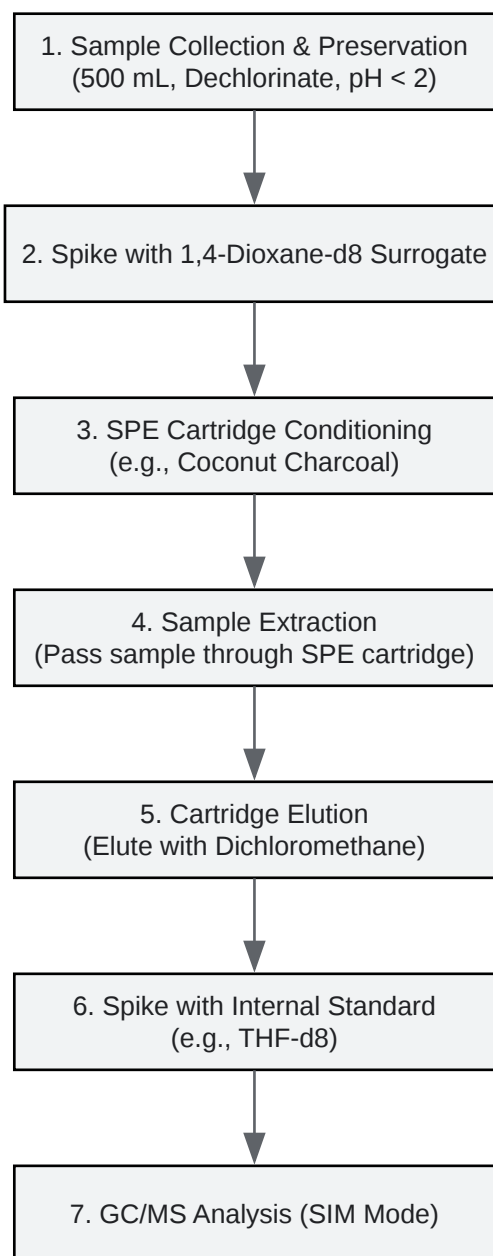 1. Sample Collection & Preservation
(500 mL, Dechlorinate, pH < 2)
2. Spike with 1,4-Dioxane-d8 Surrogate
3. SPE Cartridge Conditioning
(e.g., Coconut Charcoal)
4. Sample Extraction
(Pass sample through SPE cartridge)
5. Cartridge Elution
(Elute with Dichloromethane)
6. Spike with Internal Standard
(e.g., THF-d8)
7. GC/MS Analysis (SIM Mode)